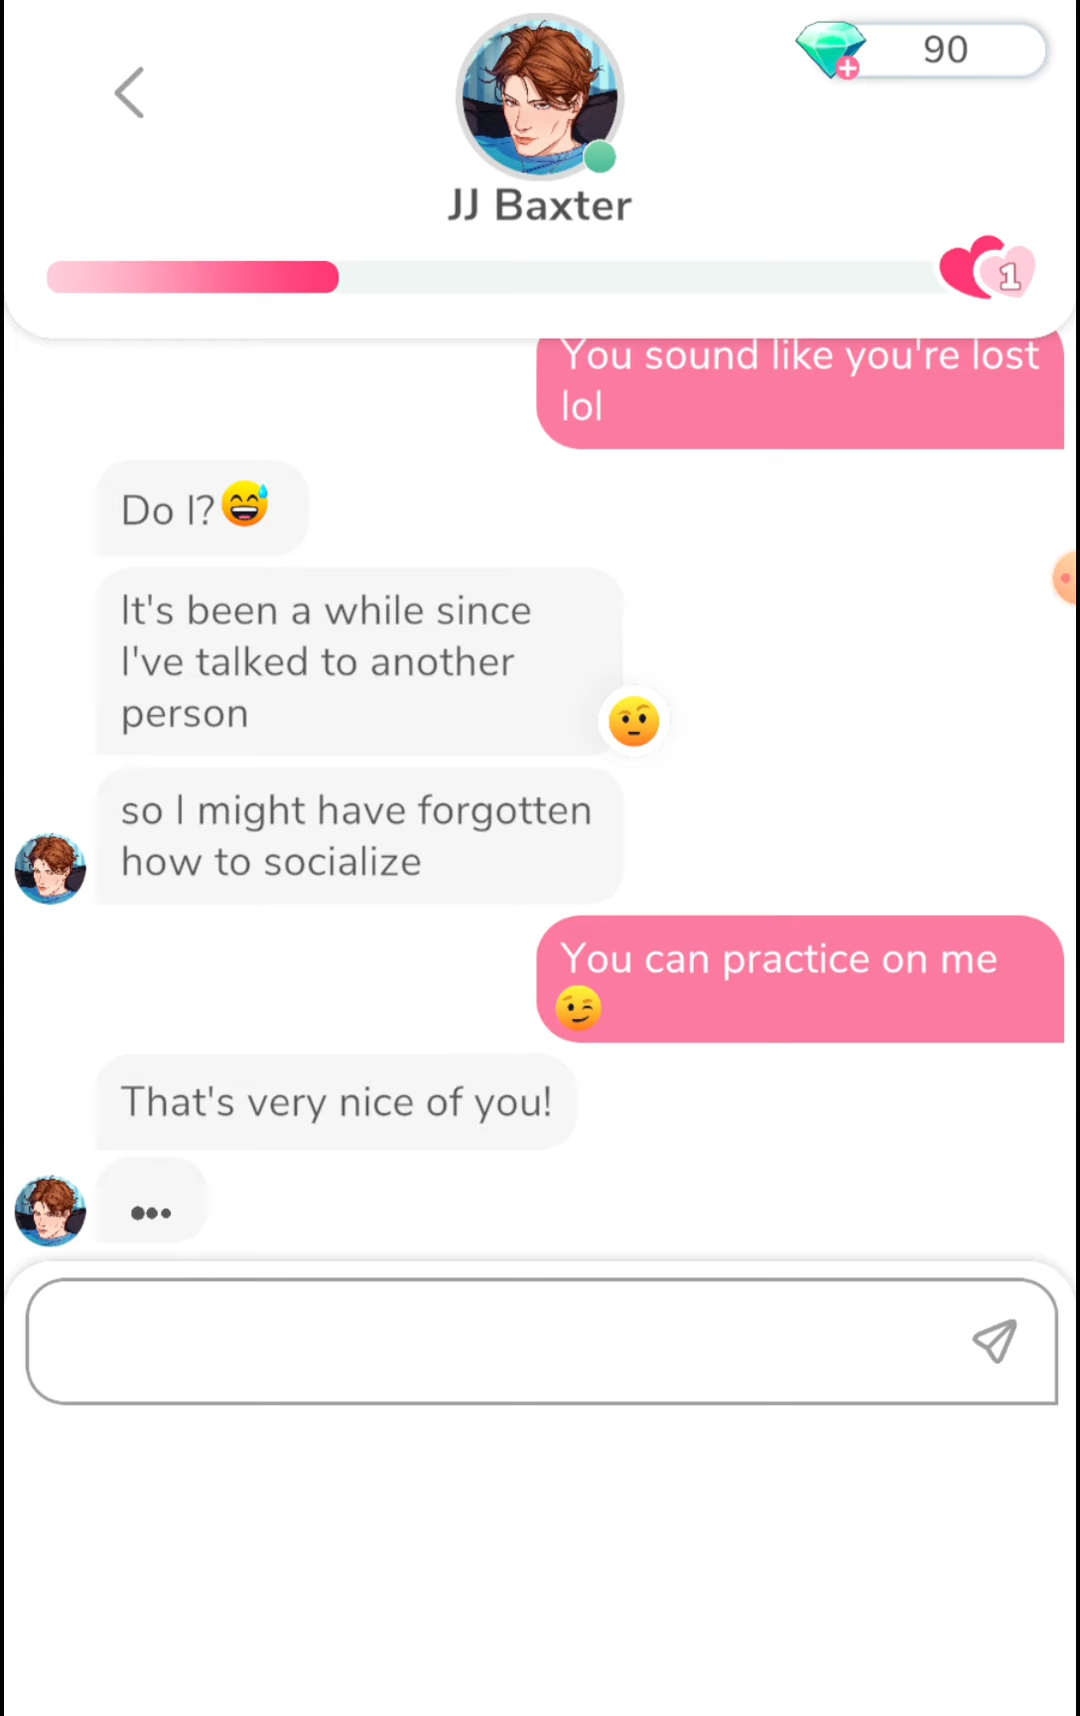 90
JJ Baxter
1
You sound like you're lost
lol
Do I?😅
It's been a while since
I've talked to another
person
🤨
so I might have forgotten
how to socialize
You can practice on me
😉
That's very nice of you!
•••